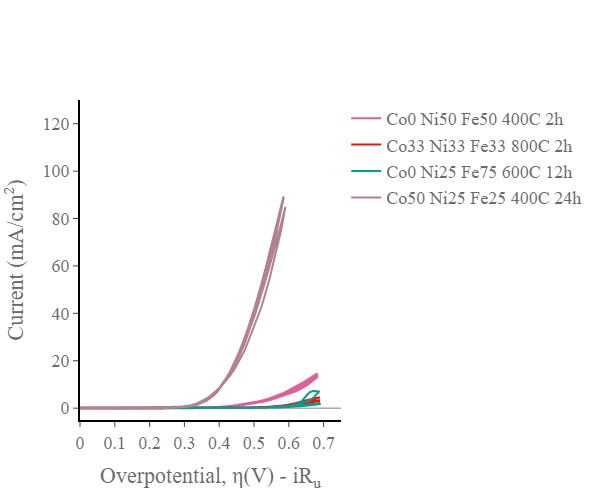 Co0 Ni50 Fe50 400C 2h
Co33 Ni33 Fe33 800C 2h
Co0 Ni25 Fe75 600C 12h
Co50 Ni25 Fe25 400C 24h
120
100
80
60
40
20
0
Current (mA/cm²)
0 0.1 0.2 0.3 0.4 0.5 0.6 0.7
Overpotential, η(V) - iRᵤ